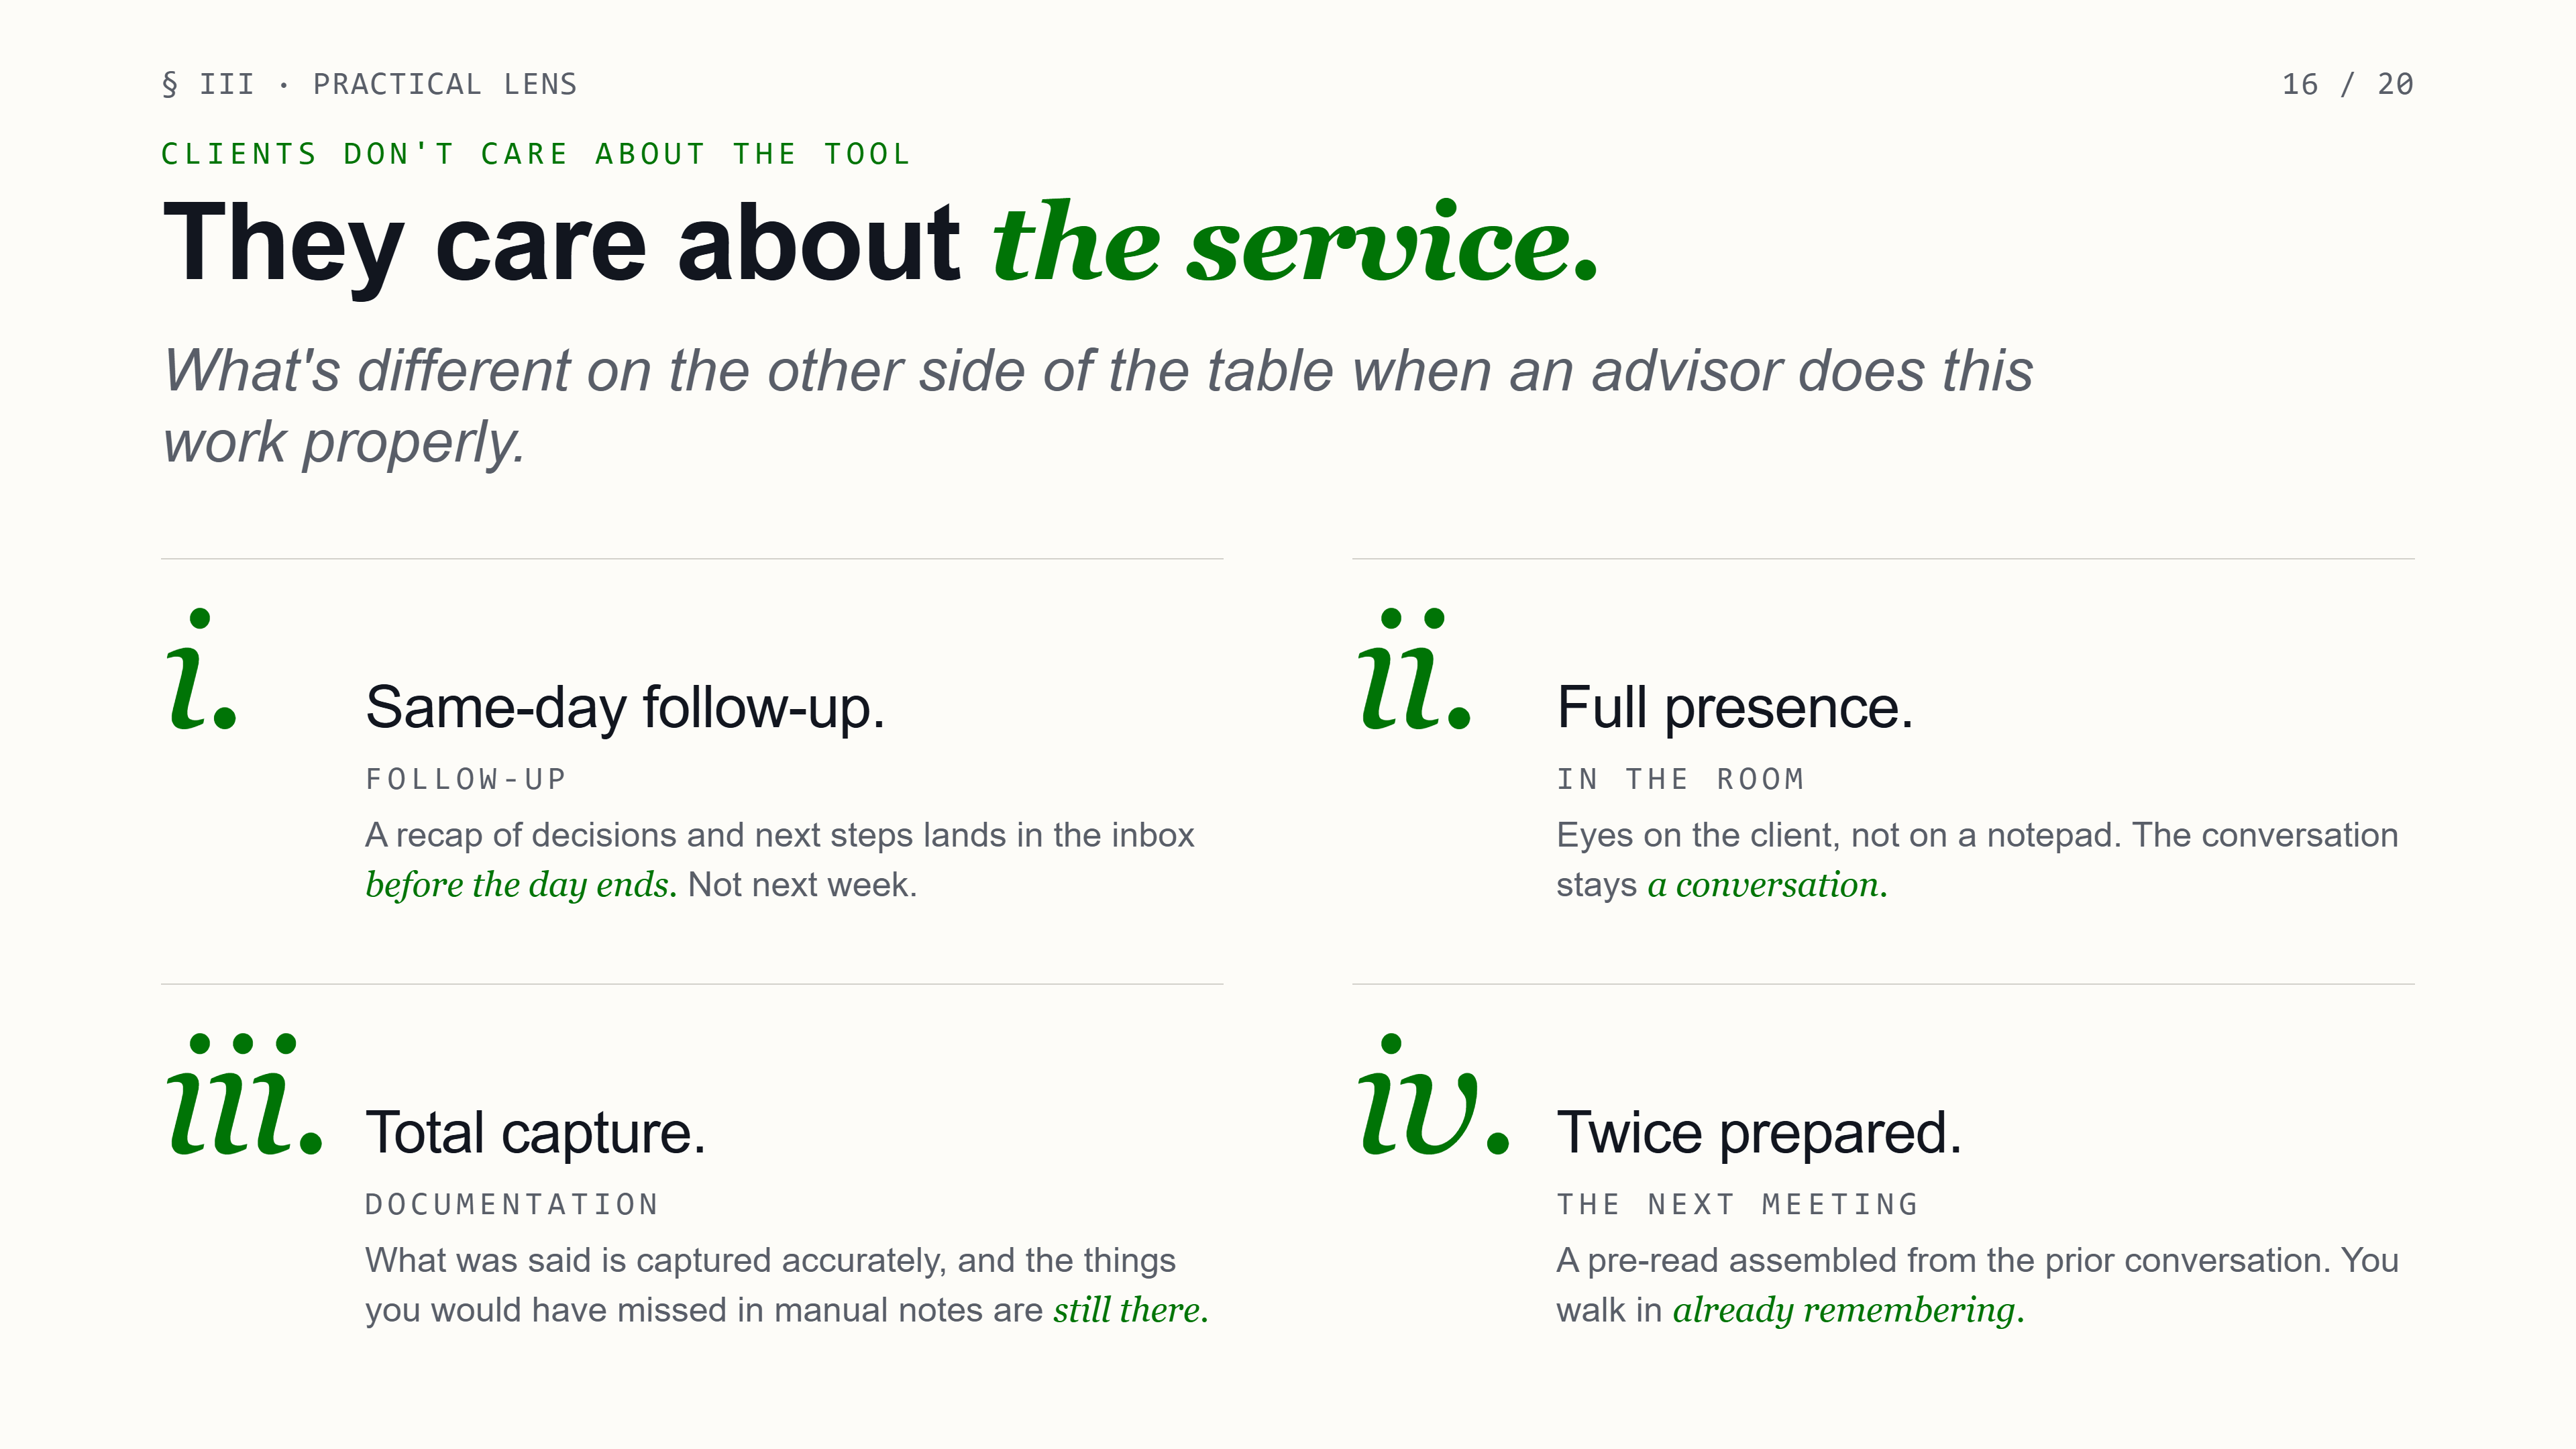 § III · PRACTICAL LENS
16 / 20
CLIENTS DON'T CARE ABOUT THE TOOL
They care about the service.
What's different on the other side of the table when an advisor does this
work properly.
i.
Same-day follow-up.
FOLLOW-UP
A recap of decisions and next steps lands in the inbox
before the day ends. Not next week.
ii.
Full presence.
IN THE ROOM
Eyes on the client, not on a notepad. The conversation
stays a conversation.
iii.
Total capture.
DOCUMENTATION
What was said is captured accurately, and the things
you would have missed in manual notes are still there.
iv.
Twice prepared.
THE NEXT MEETING
A pre-read assembled from the prior conversation. You
walk in already remembering.